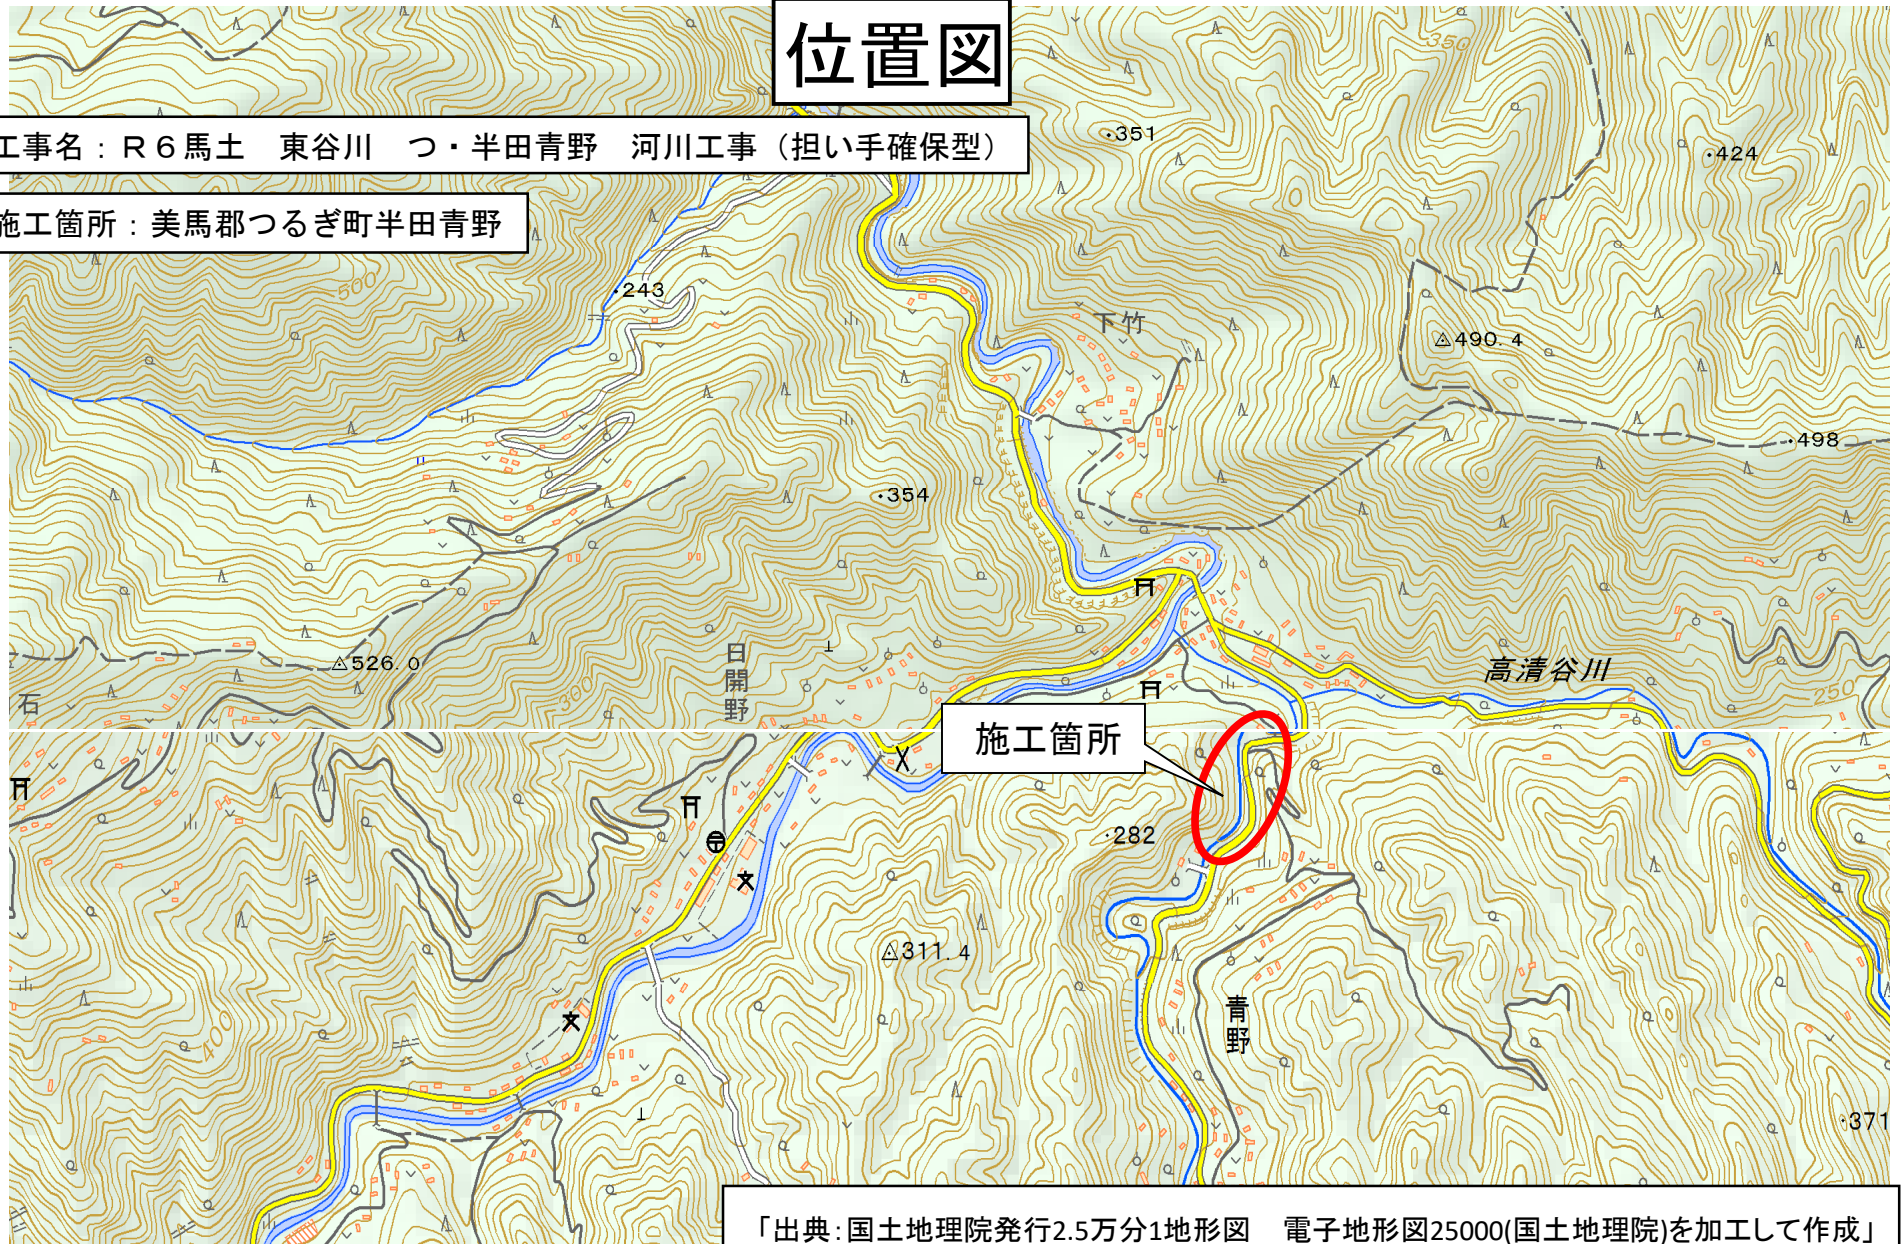 位置図
工事名：Ｒ６馬土　東谷川　つ・半田青野　河川工事（担い手確保型）
施工箇所：美馬郡つるぎ町半田青野
350
・351
・424
500
・243
下竹
△490.4
・498
・354
△526.0
石
日開野
300
高清谷川
250
施工箇所
・282
△311.4
青野
400
・371
「出典：国土地理院発行2.5万分1地形図　電子地形図25000(国土地理院)を加工して作成」